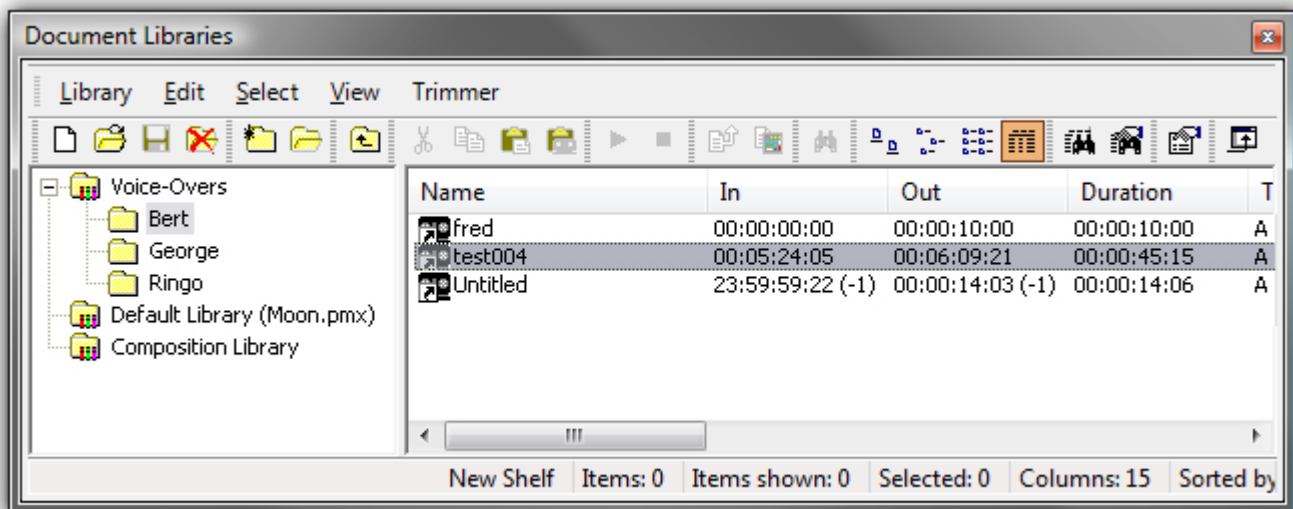 Document Libraries
Library Edit Select View Trimmer
Voice-Overs
Bert
George
Ringo
Default Library (Moon.pmx)
Composition Library
Name In Out Duration T
fred 00:00:00:00 00:00:10:00 00:00:10:00 A
test004 00:05:24:05 00:06:09:21 00:00:45:15 A
Untitled 23:59:59:22 (-1) 00:00:14:03 (-1) 00:00:14:06 A
New Shelf Items: 0 Items shown: 0 Selected: 0 Columns: 15 Sorted by